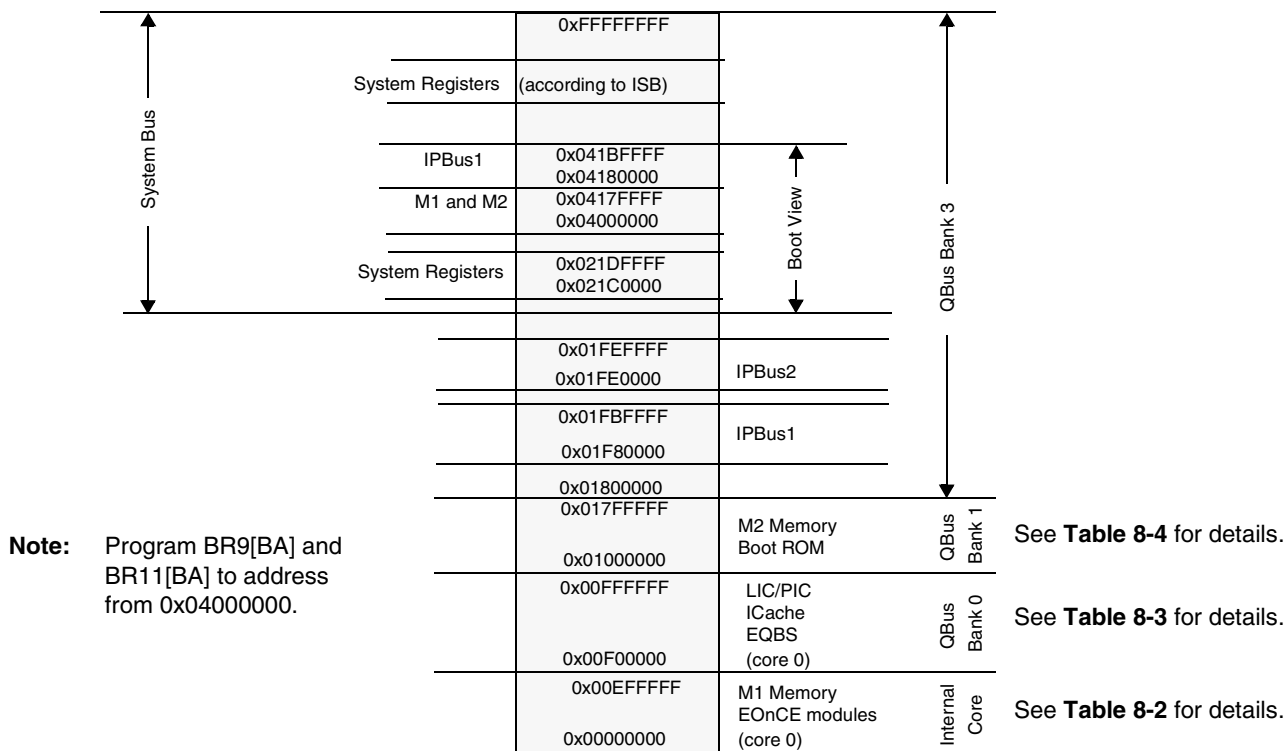 0xFFFFFFFF
System Registers (according to ISB)
System Bus
IPBus1
0x041BFFFF
0x04180000
M1 and M2
0x0417FFFF
0x04000000
Boot View
QBus Bank 3
System Registers
0x021DFFFF
0x021C0000
0x01FEFFFF
0x01FE0000
IPBus2
0x01FBFFFF
0x01F80000
IPBus1
0x01800000
Note: Program BR9[BA] and
BR11[BA] to address
from 0x04000000.
0x017FFFFF
0x01000000
M2 Memory
Boot ROM
QBus
Bank 1
See Table 8-4 for details.
0x00FFFFFF
0x00F00000
LIC/PIC
ICache
EQBS
(core 0)
QBus
Bank 0
See Table 8-3 for details.
0x00EFFFFF
0x00000000
M1 Memory
EOnCE modules
(core 0)
Internal
Core
See Table 8-2 for details.